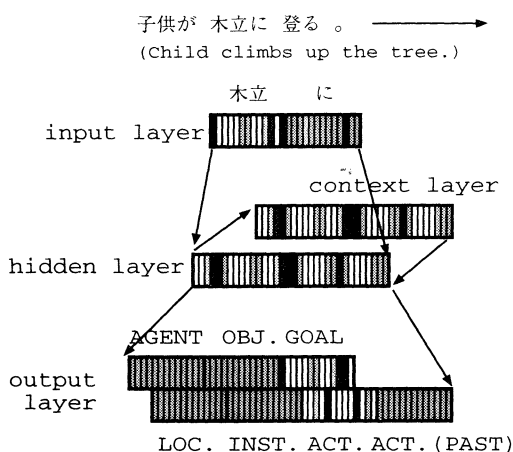 子供が 木立に 登る 。
(Child climbs up the tree.)
木立 に
input layer
context layer
hidden layer
AGENT OBJ. GOAL
output
layer
LOC. INST. ACT. ACT. (PAST)